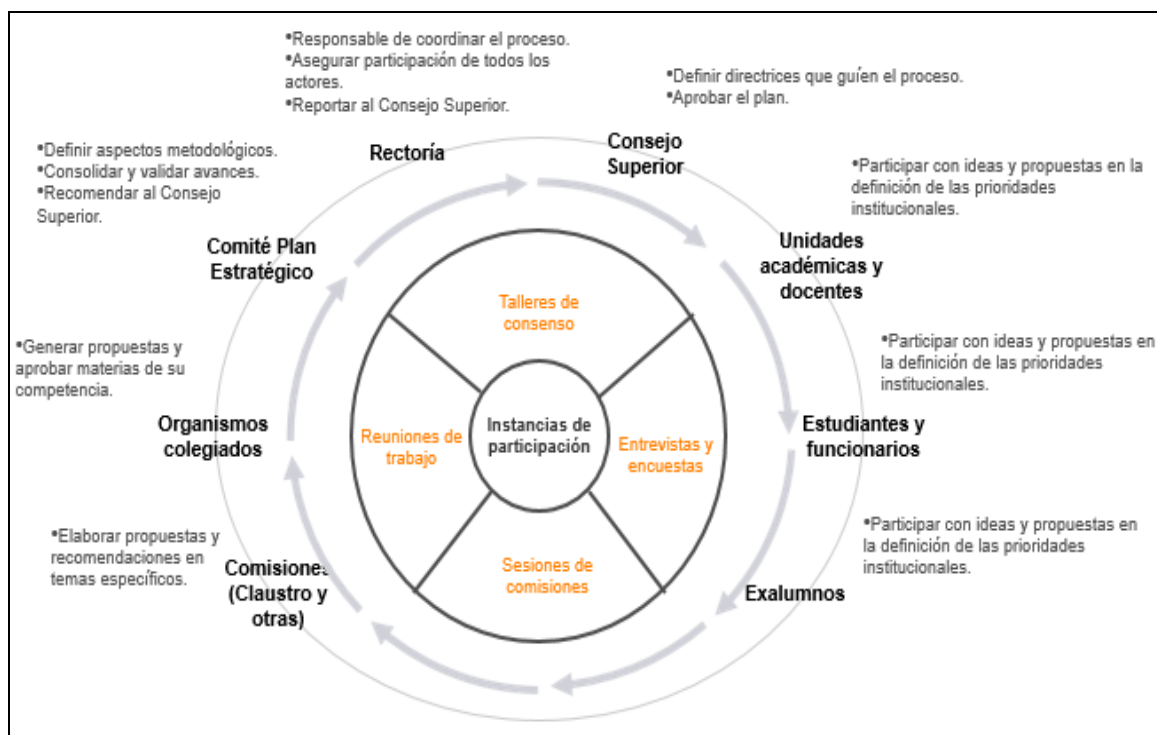 •Responsable de coordinar el proceso.
•Asegurar participación de todos los
actores.
•Reportar al Consejo Superior.
Rectoría
•Definir directrices que guíen el proceso.
•Aprobar el plan.
Consejo
Superior
•Participar con ideas y propuestas en la
definición de las prioridades
institucionales.
Unidades
académicas y
docentes
•Participar con ideas y propuestas en
la definición de las prioridades
institucionales.
Estudiantes y
funcionarios
•Participar con ideas y propuestas en
la definición de las prioridades
institucionales.
Exalumnos
•Elaborar propuestas y
recomendaciones en
temas específicos.
Comisiones
(Claustro y
otras)
•Generar propuestas y
aprobar materias de su
competencia.
Organismos
colegiados
•Definir aspectos metodológicos.
•Consolidar y validar avances.
•Recomendar al Consejo
Superior.
Comité Plan
Estratégico
Talleres de
consenso
Reuniones de
trabajo
Instancias de
participación
Entrevistas y
encuestas
Sesiones de
comisiones